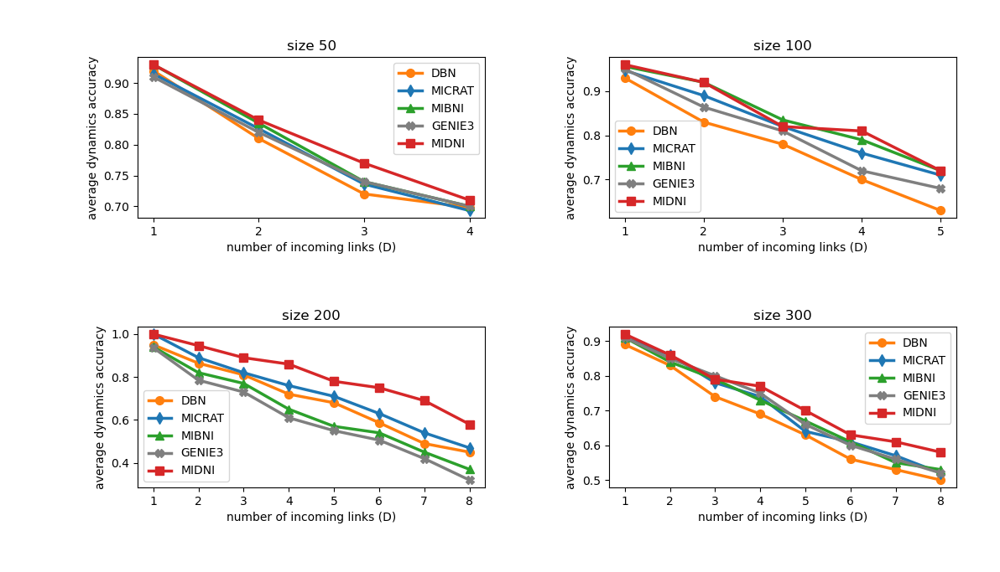 size 50
average dynamics accuracy
0.90
0.85
0.80
0.75
0.70
DBN
MICRAT
MIBNI
GENIE3
MIDNI
1 2 3 4
number of incoming links (D)
size 100
average dynamics accuracy
0.9
0.8
0.7
DBN
MICRAT
MIBNI
GENIE3
MIDNI
1 2 3 4 5
number of incoming links (D)
size 200
average dynamics accuracy
1.0
0.8
0.6
0.4
DBN
MICRAT
MIBNI
GENIE3
MIDNI
1 2 3 4 5 6 7 8
number of incoming links (D)
size 300
average dynamics accuracy
0.9
0.8
0.7
0.6
0.5
DBN
MICRAT
MIBNI
GENIE3
MIDNI
1 2 3 4 5 6 7 8
number of incoming links (D)